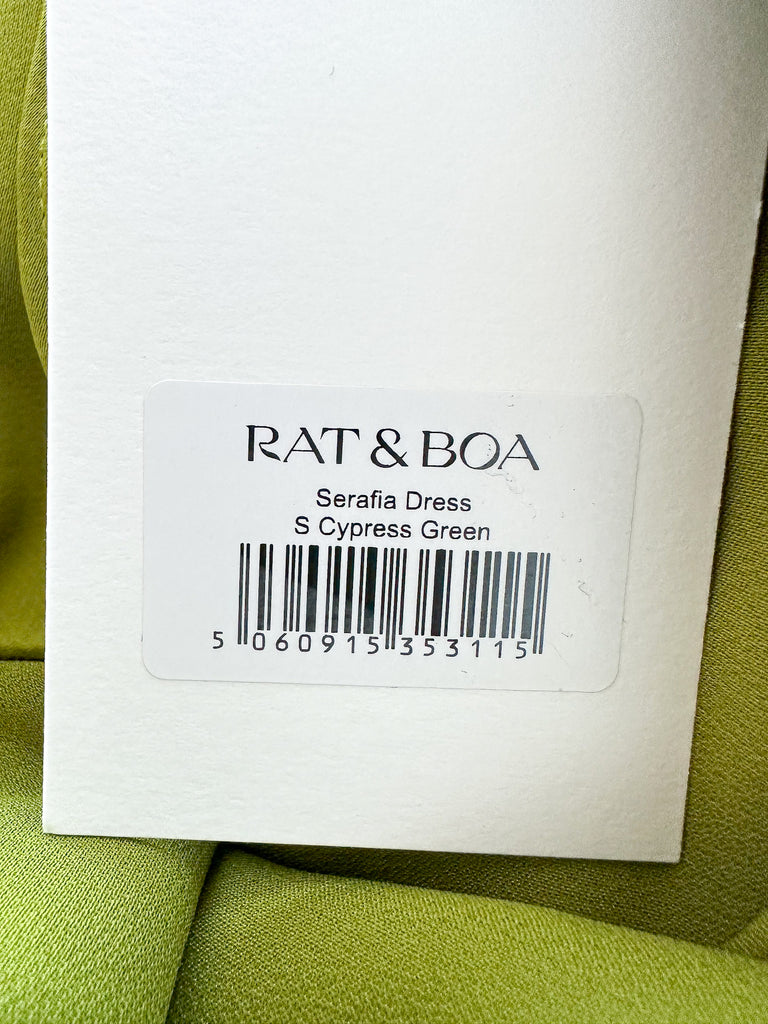 RAT & BOA
Serafia Dress
S Cypress Green
5 060915 353115